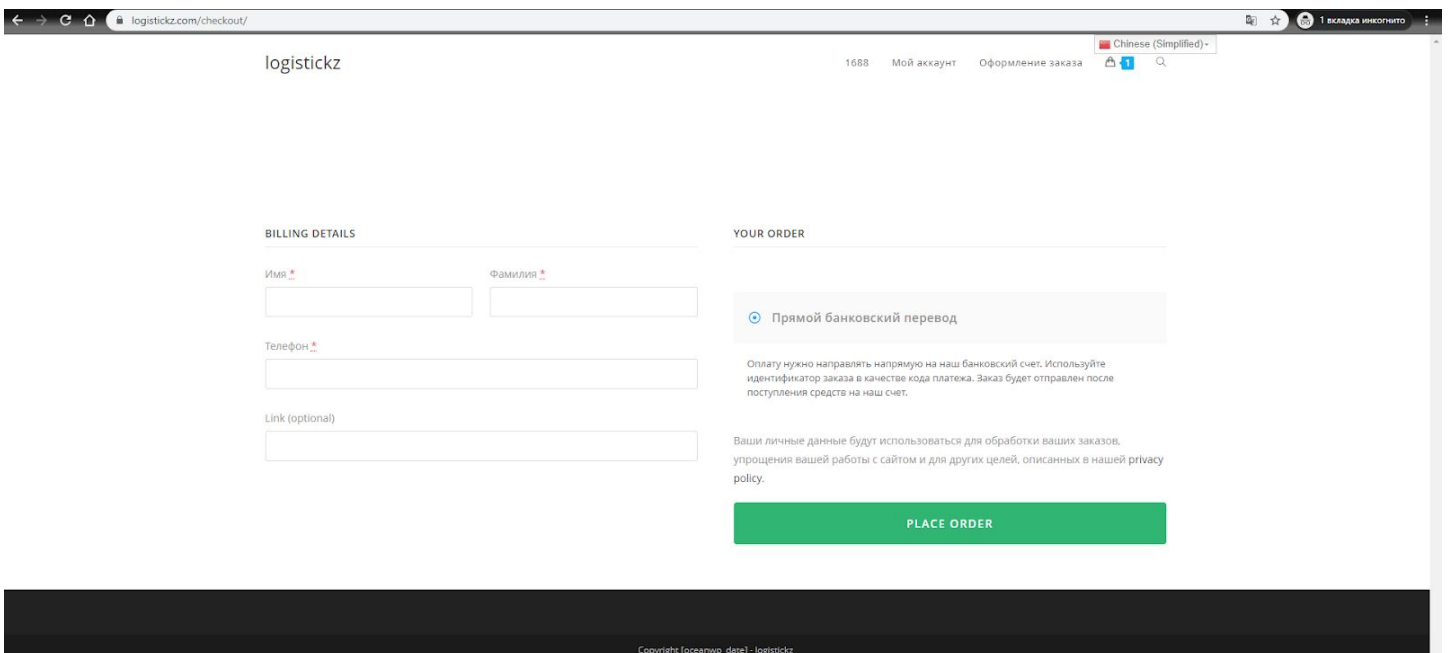 logistickz.com/checkout/
1 вкладка инкогнито
Chinese (Simplified)
logistickz
1688 Мой аккаунт Оформление заказа 1
BILLING DETAILS
Имя *
Фамилия *
Телефон *
Link (optional)
YOUR ORDER
Прямой банковский перевод
Оплату нужно направлять напрямую на наш банковский счет. Используйте
идентификатор заказа в качестве кода платежа. Заказ будет отправлен после
поступления средств на наш счет.
Ваши личные данные будут использоваться для обработки ваших заказов,
упрощения вашей работы с сайтом и для других целей, описанных в нашей privacy
policy.
PLACE ORDER
Copyright [oceanwp_date] - logistickz